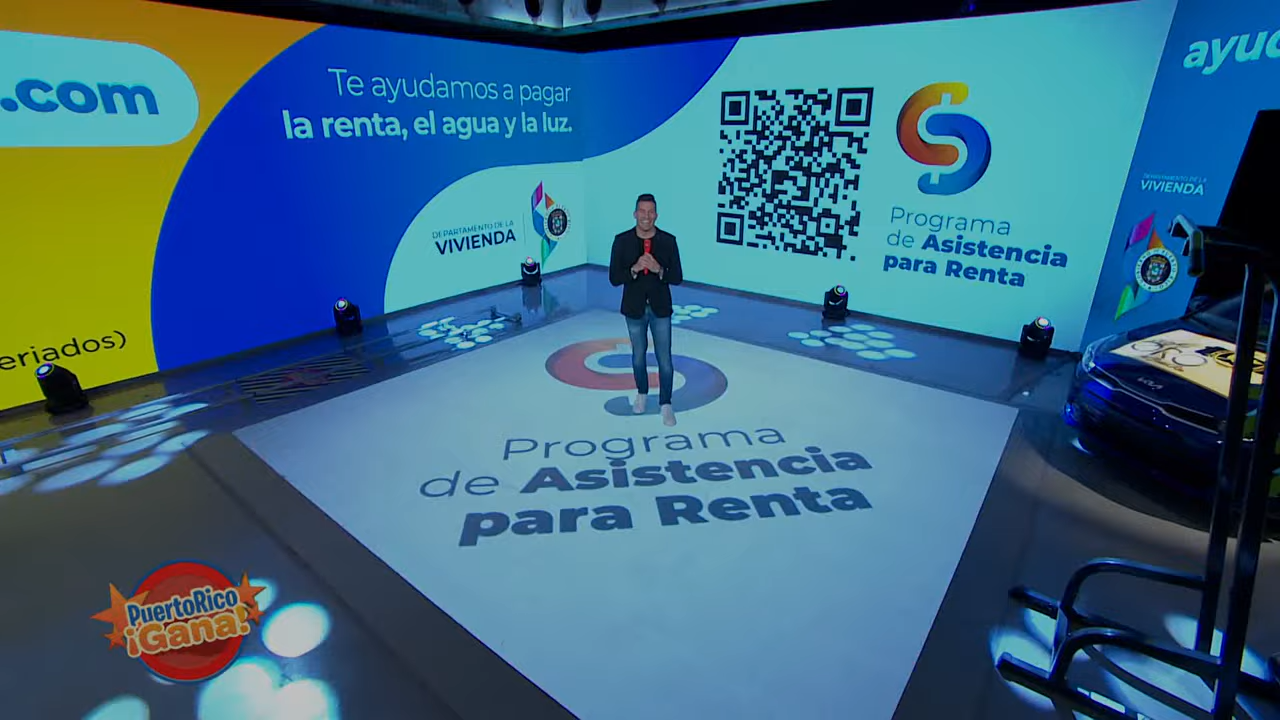 .com
Te ayudamos a pagar
la renta, el agua y la luz.
DEPARTAMENTO DE LA
VIVIENDA
eriados)
Programa
de Asistencia
para Renta
ayud
DEPARTAMENTO DE LA
VIVIENDA
Programa
de Asistencia
para Renta
PuertoRico
¡Gana!